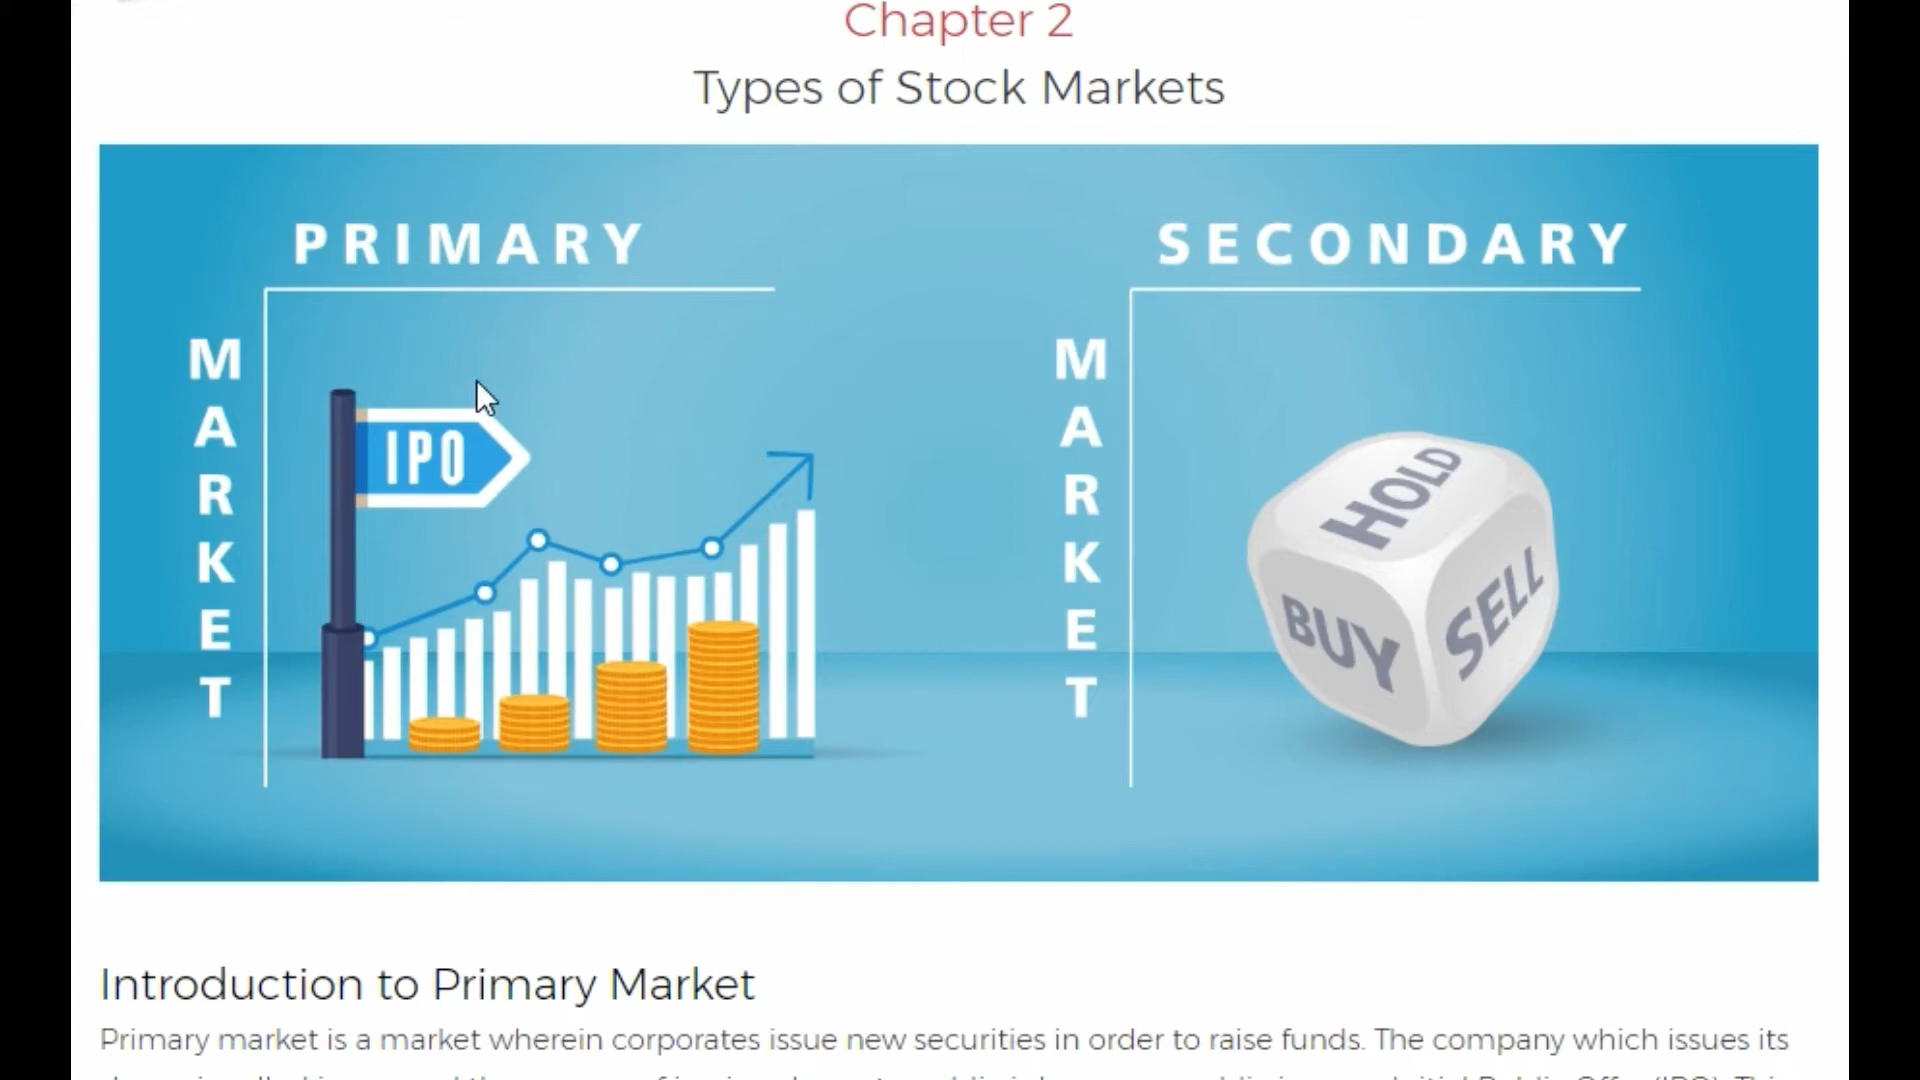 Chapter 2
Types of Stock Markets
PRIMARY
MARKET
IPO
SECONDARY
MARKET
HOLD
BUY
SELL
Introduction to Primary Market
Primary market is a market wherein corporates issue new securities in order to raise funds. The company which issues its